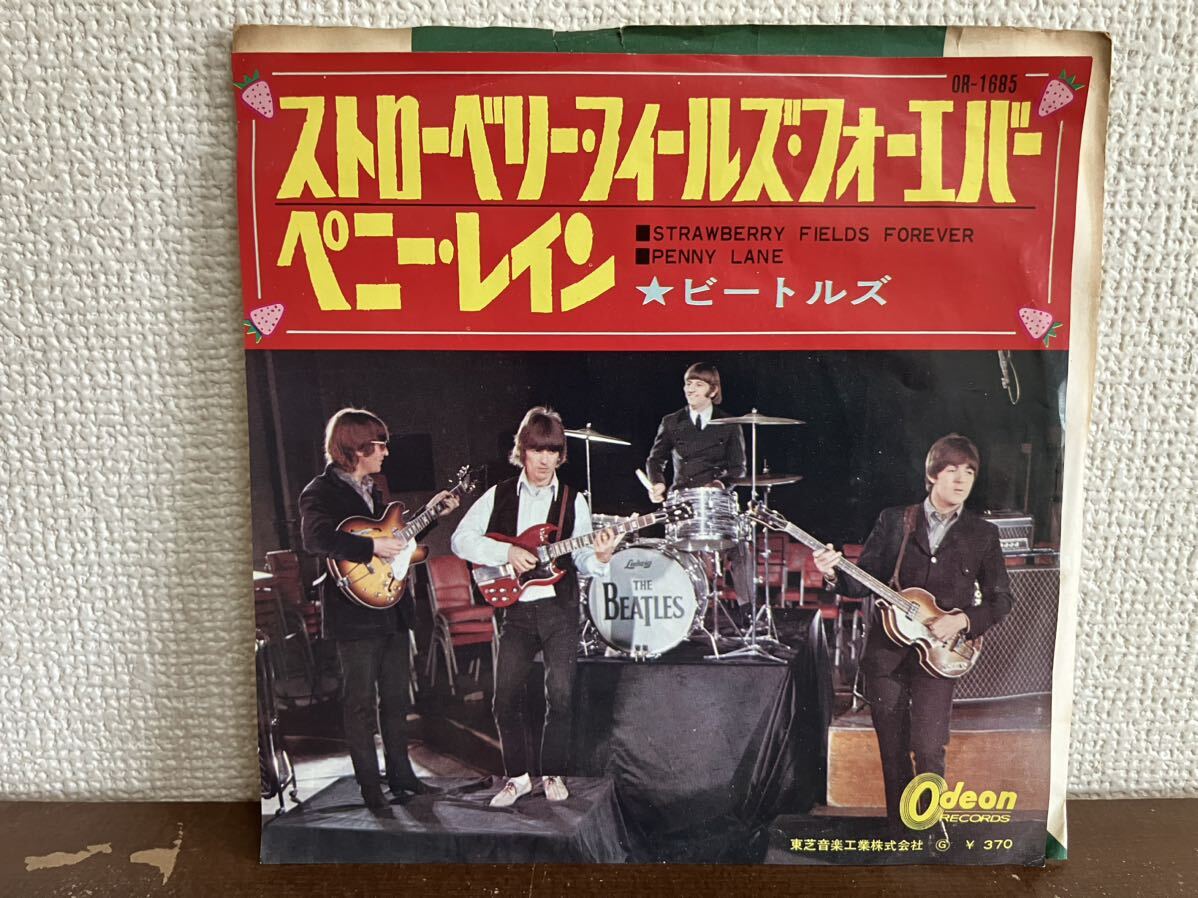 OR-1685
ストローベリー・フィールズ・フォーエバー
ペニー・レイン
■STRAWBERRY FIELDS FOREVER
■PENNY LANE
★ビートルズ
Ludwig
THE
BEATLES
Odeon
RECORDS
東芝音楽工業株式会社 Ⓖ ¥ 370